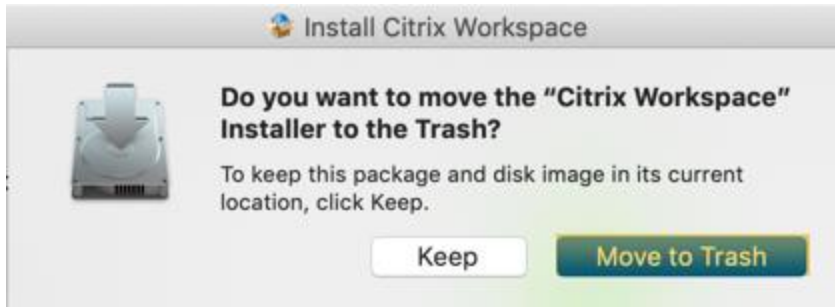 Install Citrix Workspace
Do you want to move the “Citrix Workspace”
Installer to the Trash?
To keep this package and disk image in its current
location, click Keep.
Keep
Move to Trash